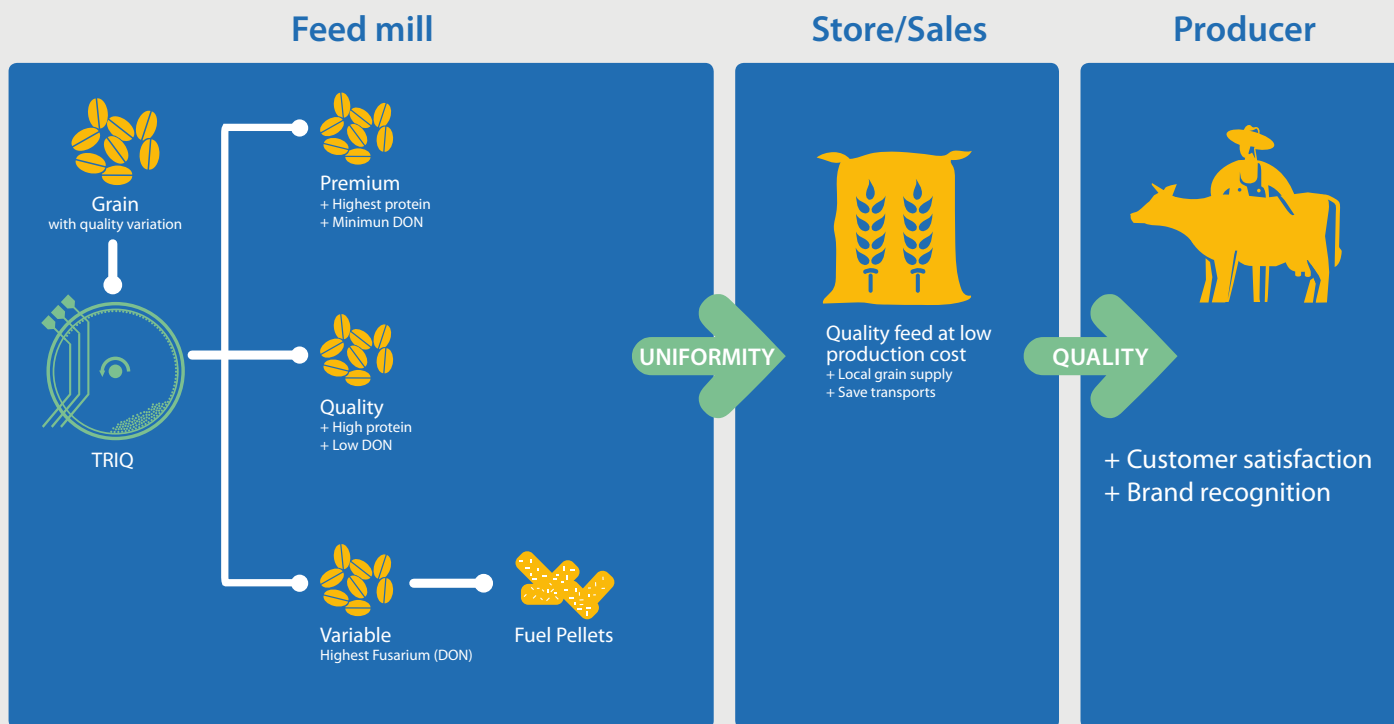 Feed mill
Grain
with quality variation
TRIQ
Premium
+ Highest protein
+ Minimun DON
Quality
+ High protein
+ Low DON
Variable
Highest Fusarium (DON)
Fuel Pellets
UNIFORMITY
Store/Sales
Quality feed at low
production cost
+ Local grain supply
+ Save transports
QUALITY
Producer
+ Customer satisfaction
+ Brand recognition